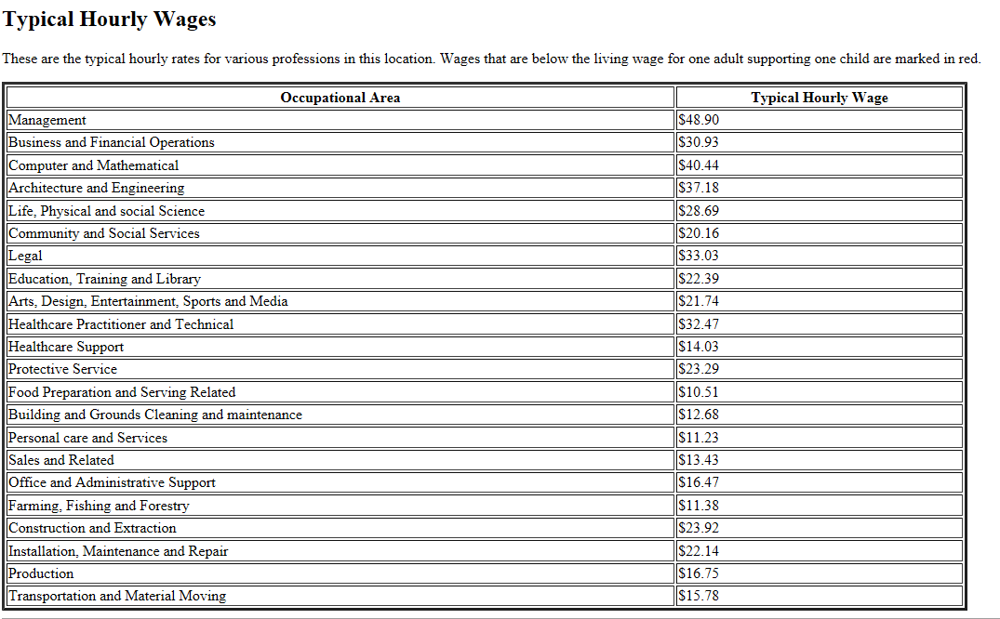 Typical Hourly Wages
These are the typical hourly rates for various professions in this location. Wages that are below the living wage for one adult supporting one child are marked in red.
Occupational Area Typical Hourly Wage
Management $48.90
Business and Financial Operations $30.93
Computer and Mathematical $40.44
Architecture and Engineering $37.18
Life, Physical and social Science $28.69
Community and Social Services $20.16
Legal $33.03
Education, Training and Library $22.39
Arts, Design, Entertainment, Sports and Media $21.74
Healthcare Practitioner and Technical $32.47
Healthcare Support $14.03
Protective Service $23.29
Food Preparation and Serving Related $10.51
Building and Grounds Cleaning and maintenance $12.68
Personal care and Services $11.23
Sales and Related $13.43
Office and Administrative Support $16.47
Farming, Fishing and Forestry $11.38
Construction and Extraction $23.92
Installation, Maintenance and Repair $22.14
Production $16.75
Transportation and Material Moving $15.78